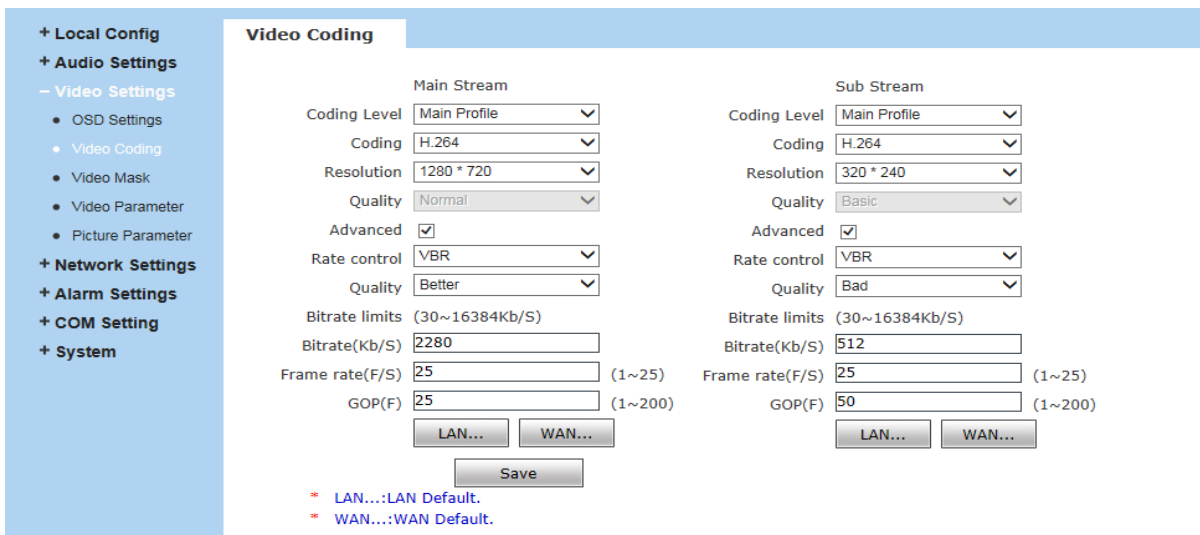 + Local Config
+ Audio Settings
– Video Settings
● OSD Settings
● Video Coding
● Video Mask
● Video Parameter
● Picture Parameter
+ Network Settings
+ Alarm Settings
+ COM Setting
+ System
Video Coding
Main Stream
Coding Level Main Profile
Coding H.264
Resolution 1280 * 720
Quality Normal
Advanced
Rate control VBR
Quality Better
Bitrate limits (30~16384Kb/S)
Bitrate(Kb/S) 2280
Frame rate(F/S) 25 (1~25)
GOP(F) 25 (1~200)
LAN... WAN...
Save
* LAN...:LAN Default.
* WAN...:WAN Default.
Sub Stream
Coding Level Main Profile
Coding H.264
Resolution 320 * 240
Quality Basic
Advanced
Rate control VBR
Quality Bad
Bitrate limits (30~16384Kb/S)
Bitrate(Kb/S) 512
Frame rate(F/S) 25 (1~25)
GOP(F) 50 (1~200)
LAN... WAN...